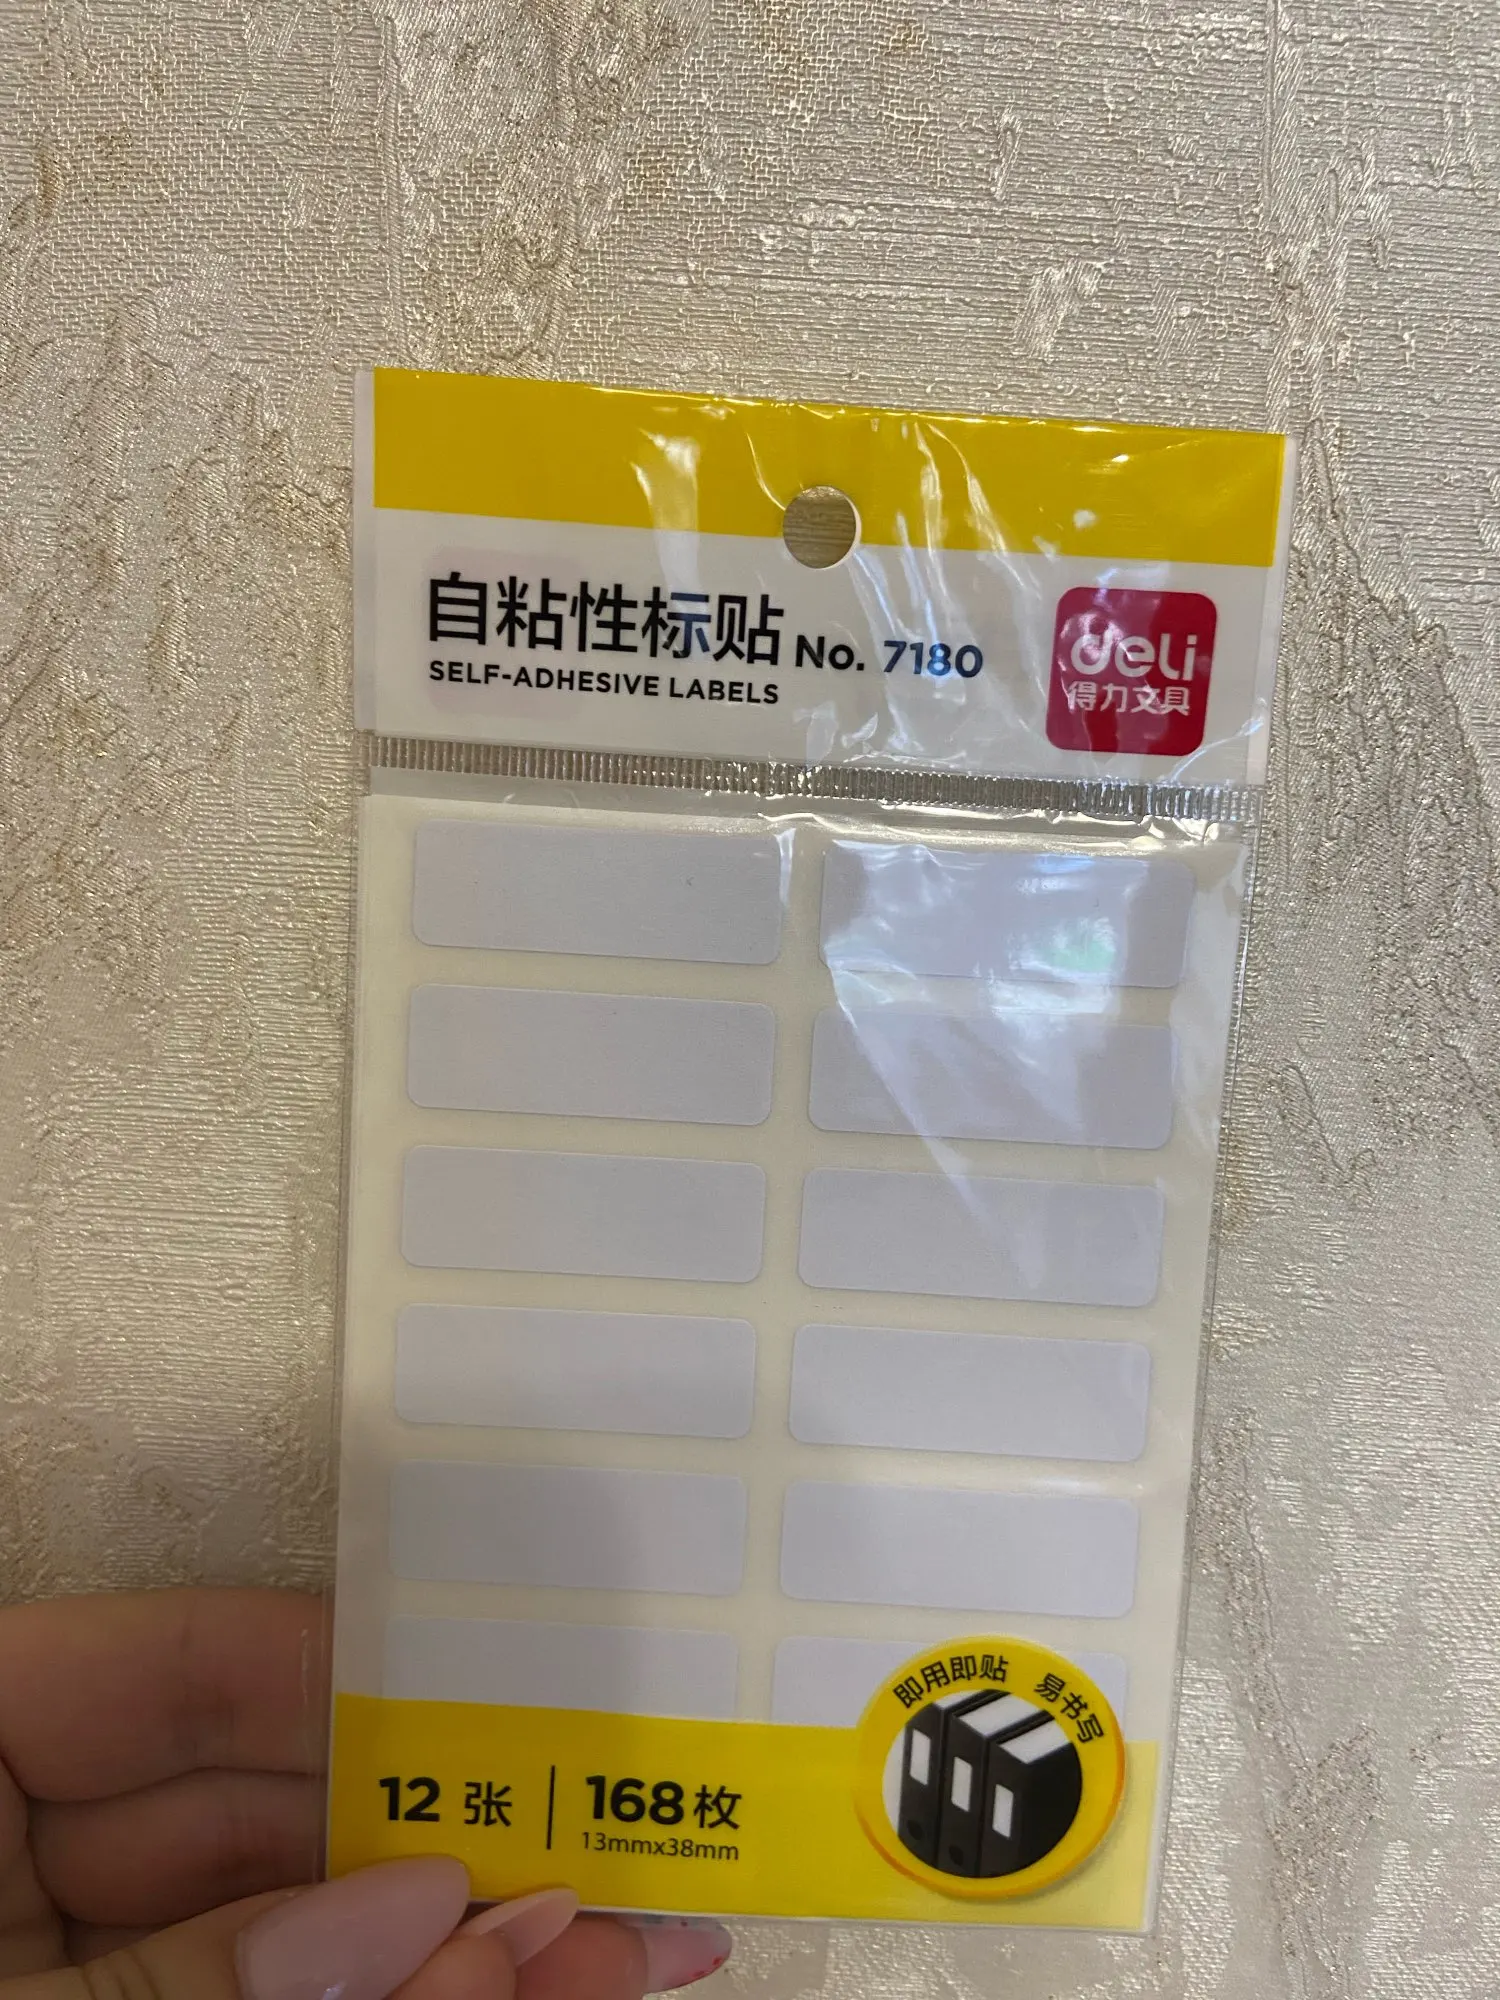 自粘性标贴 No. 7180
SELF-ADHESIVE LABELS
deli
得力文具
即用即贴 易书写
12 张 168 枚
13mmx38mm